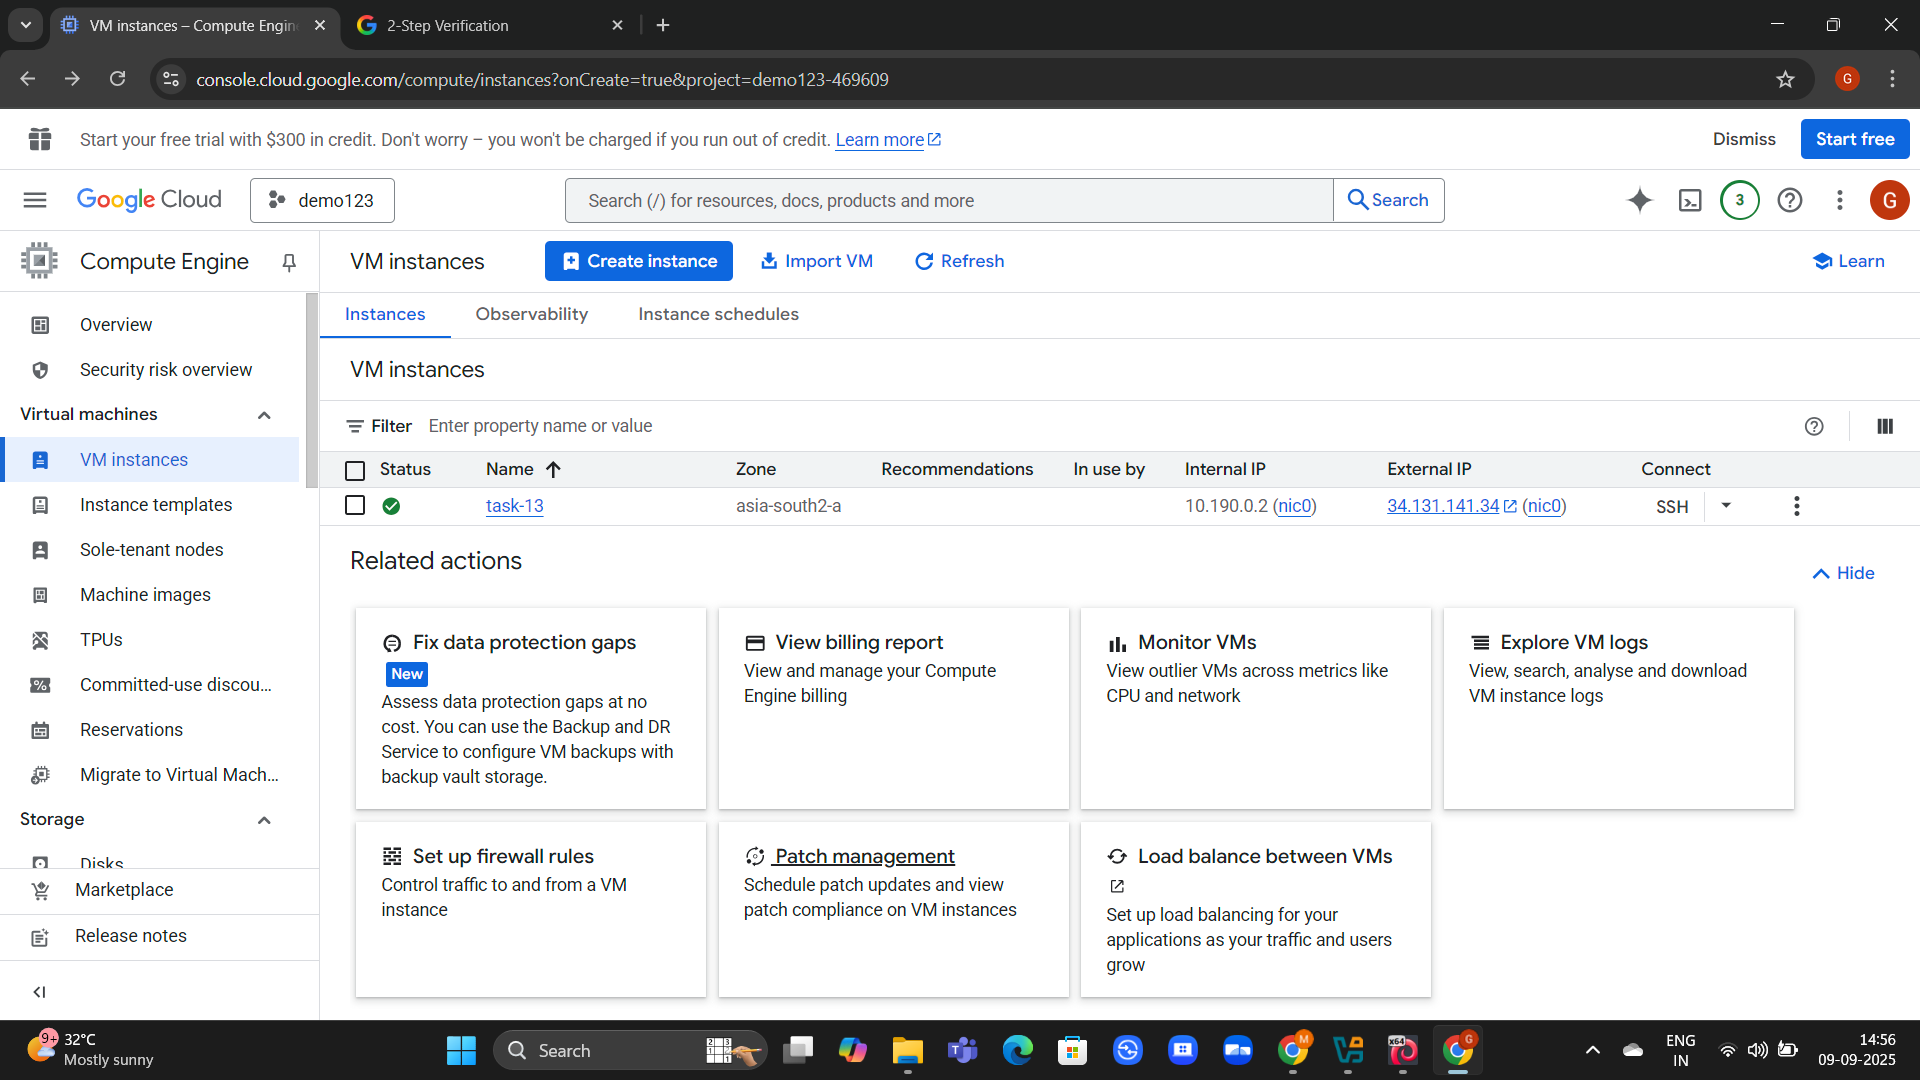 VM instances – Compute Engin
2-Step Verification
console.cloud.google.com/compute/instances?onCreate=true&project=demo123-469609
G
Start your free trial with $300 in credit. Don't worry – you won't be charged if you run out of credit. Learn more
Dismiss
Start free
Google Cloud
demo123
Search (/) for resources, docs, products and more
Search
3
G
Compute Engine
VM instances
Create instance
Import VM
Refresh
Learn
Overview
Security risk overview
Virtual machines
VM instances
Instance templates
Sole-tenant nodes
Machine images
TPUs
Committed-use discou...
Reservations
Migrate to Virtual Mach...
Storage
Disks
Marketplace
Release notes
Instances
Observability
Instance schedules
VM instances
Filter
Enter property name or value
Status
Name
Zone
Recommendations
In use by
Internal IP
External IP
Connect
task-13
asia-south2-a
10.190.0.2 (nic0)
34.131.141.34 (nic0)
SSH
Related actions
Hide
Fix data protection gaps
New
Assess data protection gaps at no
cost. You can use the Backup and DR
Service to configure VM backups with
backup vault storage.
View billing report
View and manage your Compute
Engine billing
Monitor VMs
View outlier VMs across metrics like
CPU and network
Explore VM logs
View, search, analyse and download
VM instance logs
Set up firewall rules
Control traffic to and from a VM
instance
Patch management
Schedule patch updates and view
patch compliance on VM instances
Load balance between VMs
Set up load balancing for your
applications as your traffic and users
grow
9+
32°C
Mostly sunny
Search
M
x64
G
ENG
IN
14:56
09-09-2025